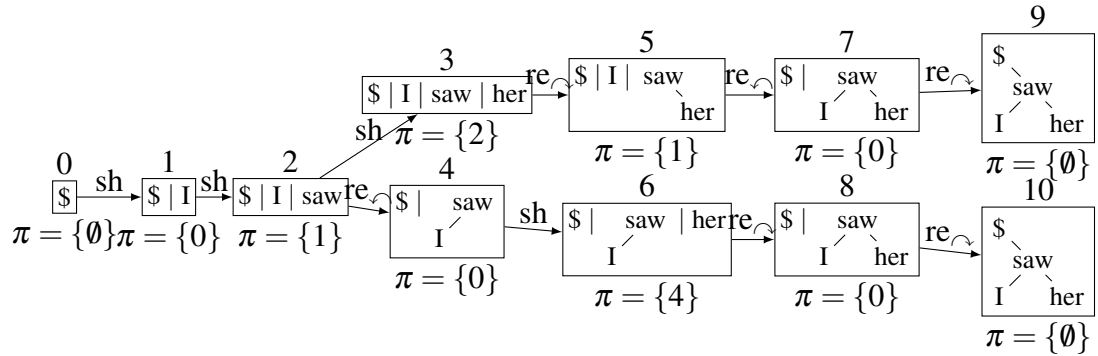 0
$
π = {∅}
sh
1
$ | I
π = {0}
sh
2
$ | I | saw
π = {1}
sh
3
$ | I | saw | her
π = {2}
re
5
$ | I | saw
her
π = {1}
re
7
$ | saw
I her
π = {0}
re
9
$
saw
I her
π = {∅}
re
4
$ | saw
I
π = {0}
sh
6
$ | saw | her
I
π = {4}
re
8
$ | saw
I her
π = {0}
re
10
$
saw
I her
π = {∅}